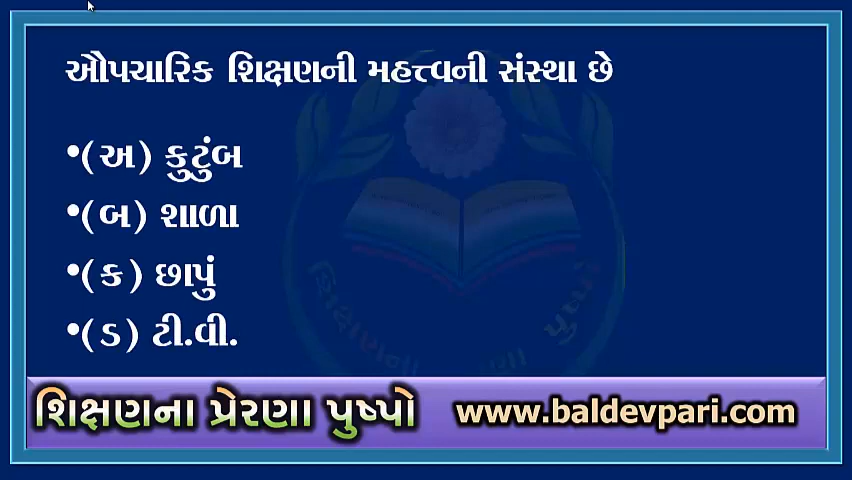 ઔપચારિક શિક્ષણની મહત્ત્વની સંસ્થા છે
•(અ) કુટુંબ
•(બ) શાળા
•(ક) છાપું
•(ડ) ટી.વી.
શિક્ષણના પ્રેરણા પુષ્પો www.baldevpari.com